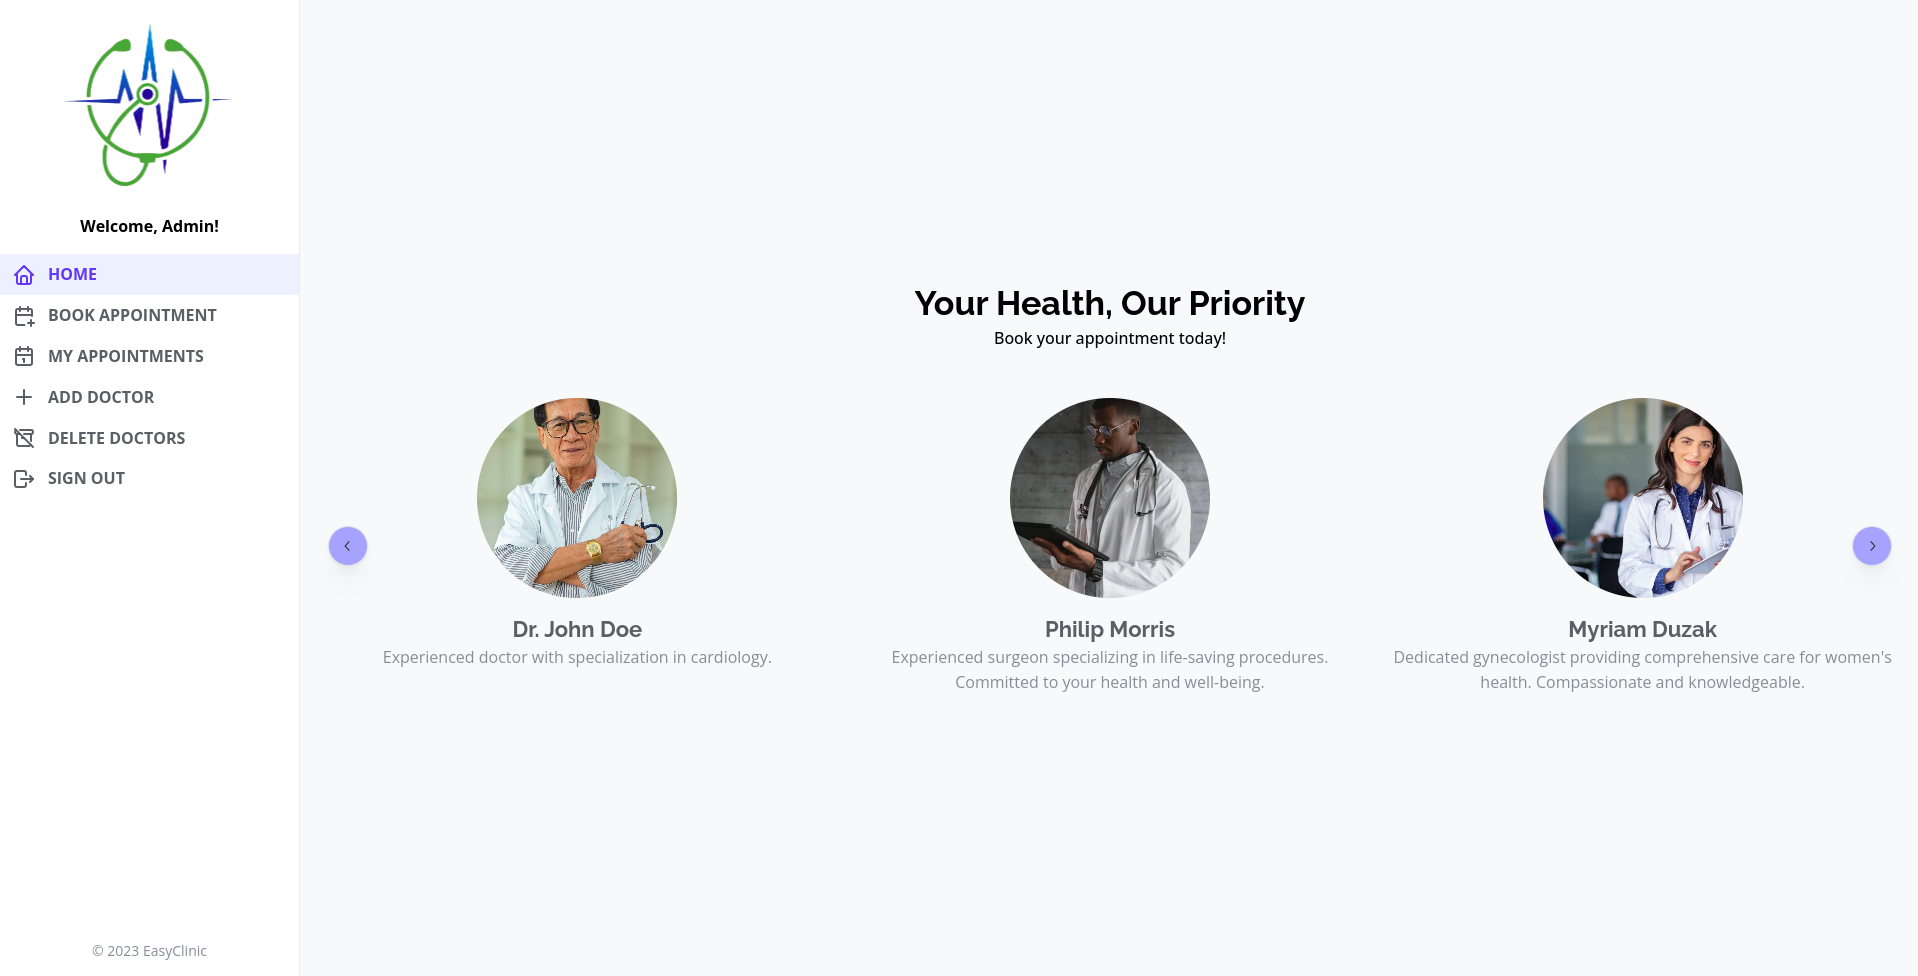 Welcome, Admin!
HOME
BOOK APPOINTMENT
MY APPOINTMENTS
ADD DOCTOR
DELETE DOCTORS
SIGN OUT
© 2023 EasyClinic
Your Health, Our Priority
Book your appointment today!
Dr. John Doe
Experienced doctor with specialization in cardiology.
Philip Morris
Experienced surgeon specializing in life-saving procedures.
Committed to your health and well-being.
Myriam Duzak
Dedicated gynecologist providing comprehensive care for women's
health. Compassionate and knowledgeable.